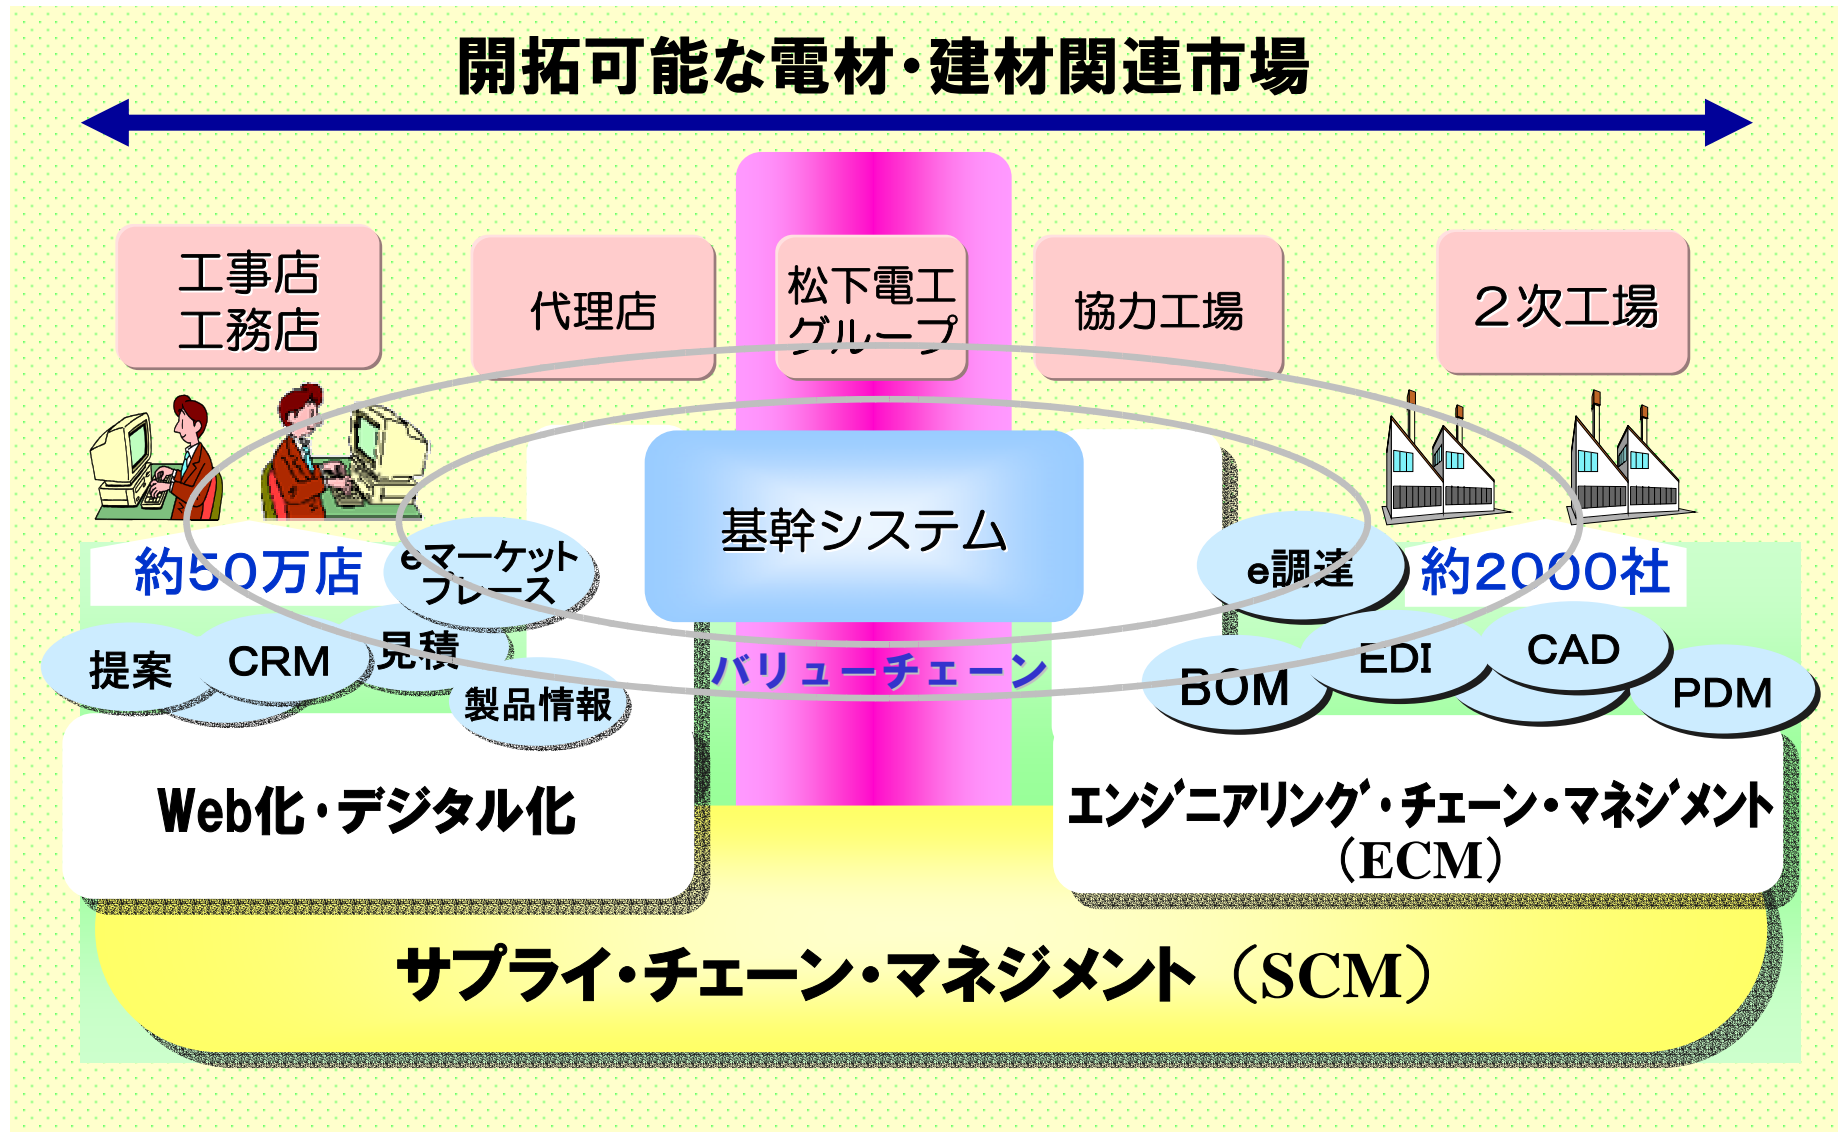 開拓可能な電材・建材関連市場
工事店
工務店
代理店
松下電工
グループ
協力工場
２次工場
基幹システム
約５０万店
eマーケット
プレース
e調達
約２０００社
提案
CRM
見積
製品情報
バリューチェーン
BOM
EDI
CAD
PDM
Web化・デジタル化
エンジニアリング・チェーン・マネジメント
（ECM）
サプライ・チェーン・マネジメント（SCM）